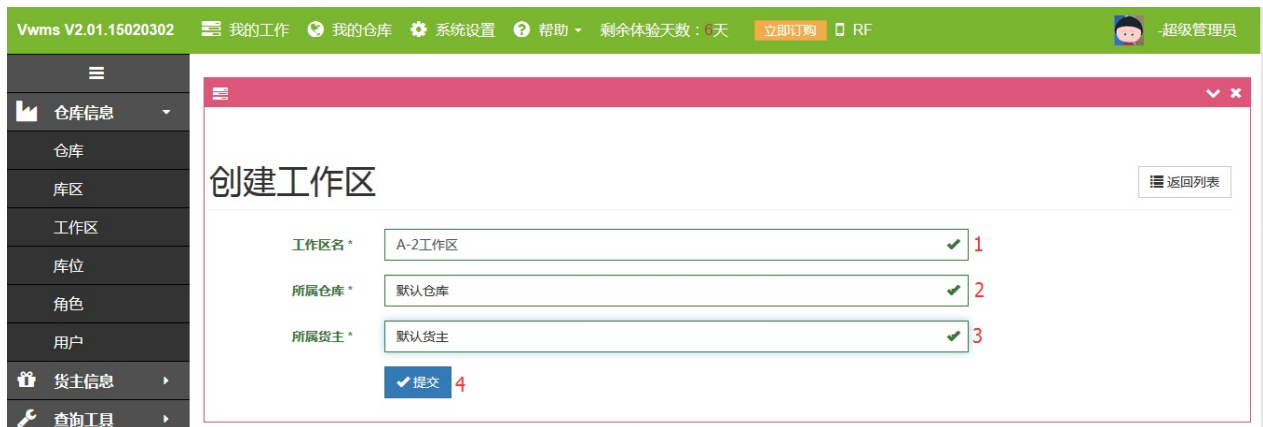 Vwms V2.01.15020302 我的工作 我的仓库 系统设置 帮助 剩余体验天数：6天 立即订购 RF -超级管理员
仓库信息
仓库
库区
工作区
库位
角色
用户
货主信息
查询工具
创建工作区
返回列表
工作区名 * A-2工作区 1
所属仓库 * 默认仓库 2
所属货主 * 默认货主 3
提交 4